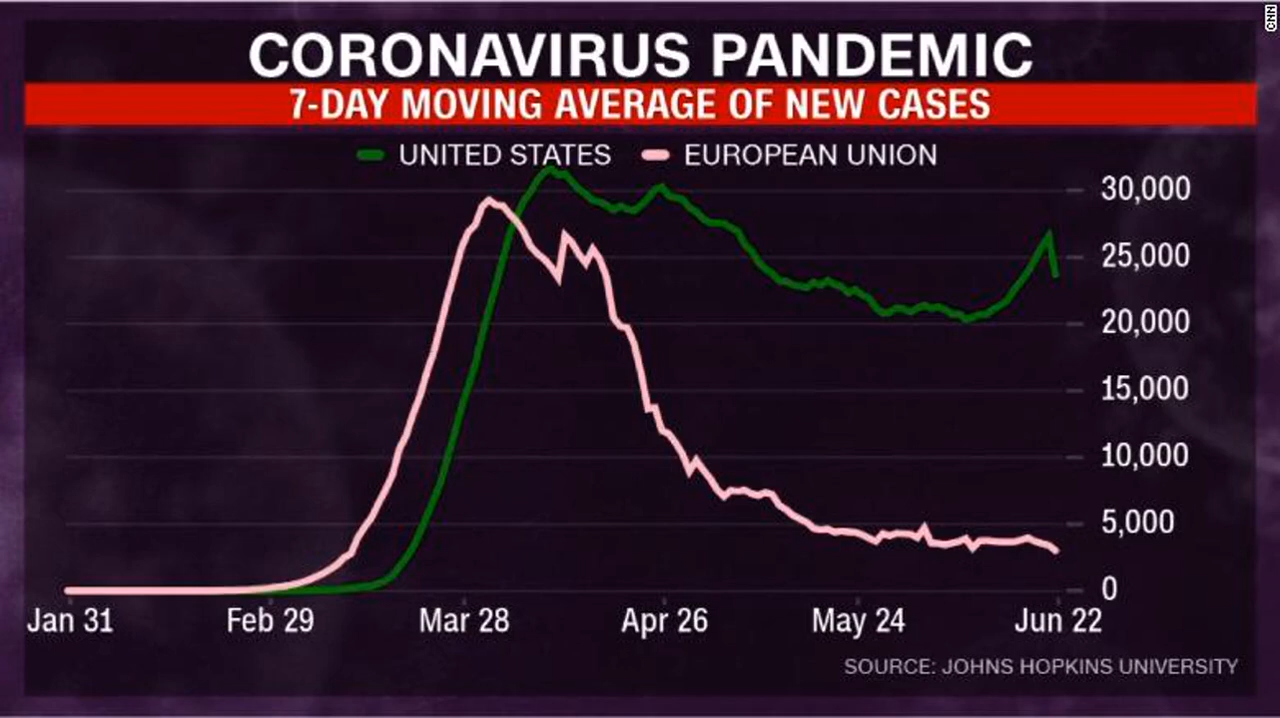 CNN
CORONAVIRUS PANDEMIC
7-DAY MOVING AVERAGE OF NEW CASES
UNITED STATES EUROPEAN UNION
30,000
25,000
20,000
15,000
10,000
5,000
0
Jan 31 Feb 29 Mar 28 Apr 26 May 24 Jun 22
SOURCE: JOHNS HOPKINS UNIVERSITY